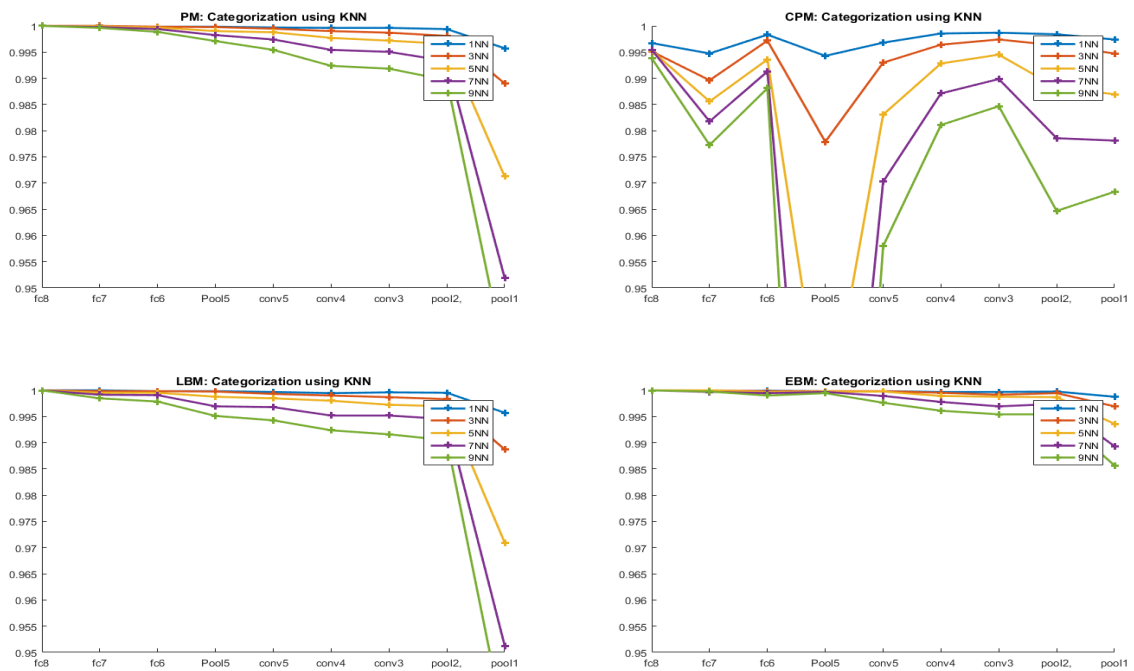 PM: Categorization using KNN
1
0.995
0.99
0.985
0.98
0.975
0.97
0.965
0.96
0.955
0.95
fc8 fc7 fc6 Pool5 conv5 conv4 conv3 pool2, pool1
1NN
3NN
5NN
7NN
9NN
CPM: Categorization using KNN
1
0.995
0.99
0.985
0.98
0.975
0.97
0.965
0.96
0.955
0.95
fc8 fc7 fc6 Pool5 conv5 conv4 conv3 pool2, pool1
1NN
3NN
5NN
7NN
9NN
LBM: Categorization using KNN
1
0.995
0.99
0.985
0.98
0.975
0.97
0.965
0.96
0.955
0.95
fc8 fc7 fc6 Pool5 conv5 conv4 conv3 pool2, pool1
1NN
3NN
5NN
7NN
9NN
EBM: Categorization using KNN
1
0.995
0.99
0.985
0.98
0.975
0.97
0.965
0.96
0.955
0.95
fc8 fc7 fc6 Pool5 conv5 conv4 conv3 pool2, pool1
1NN
3NN
5NN
7NN
9NN